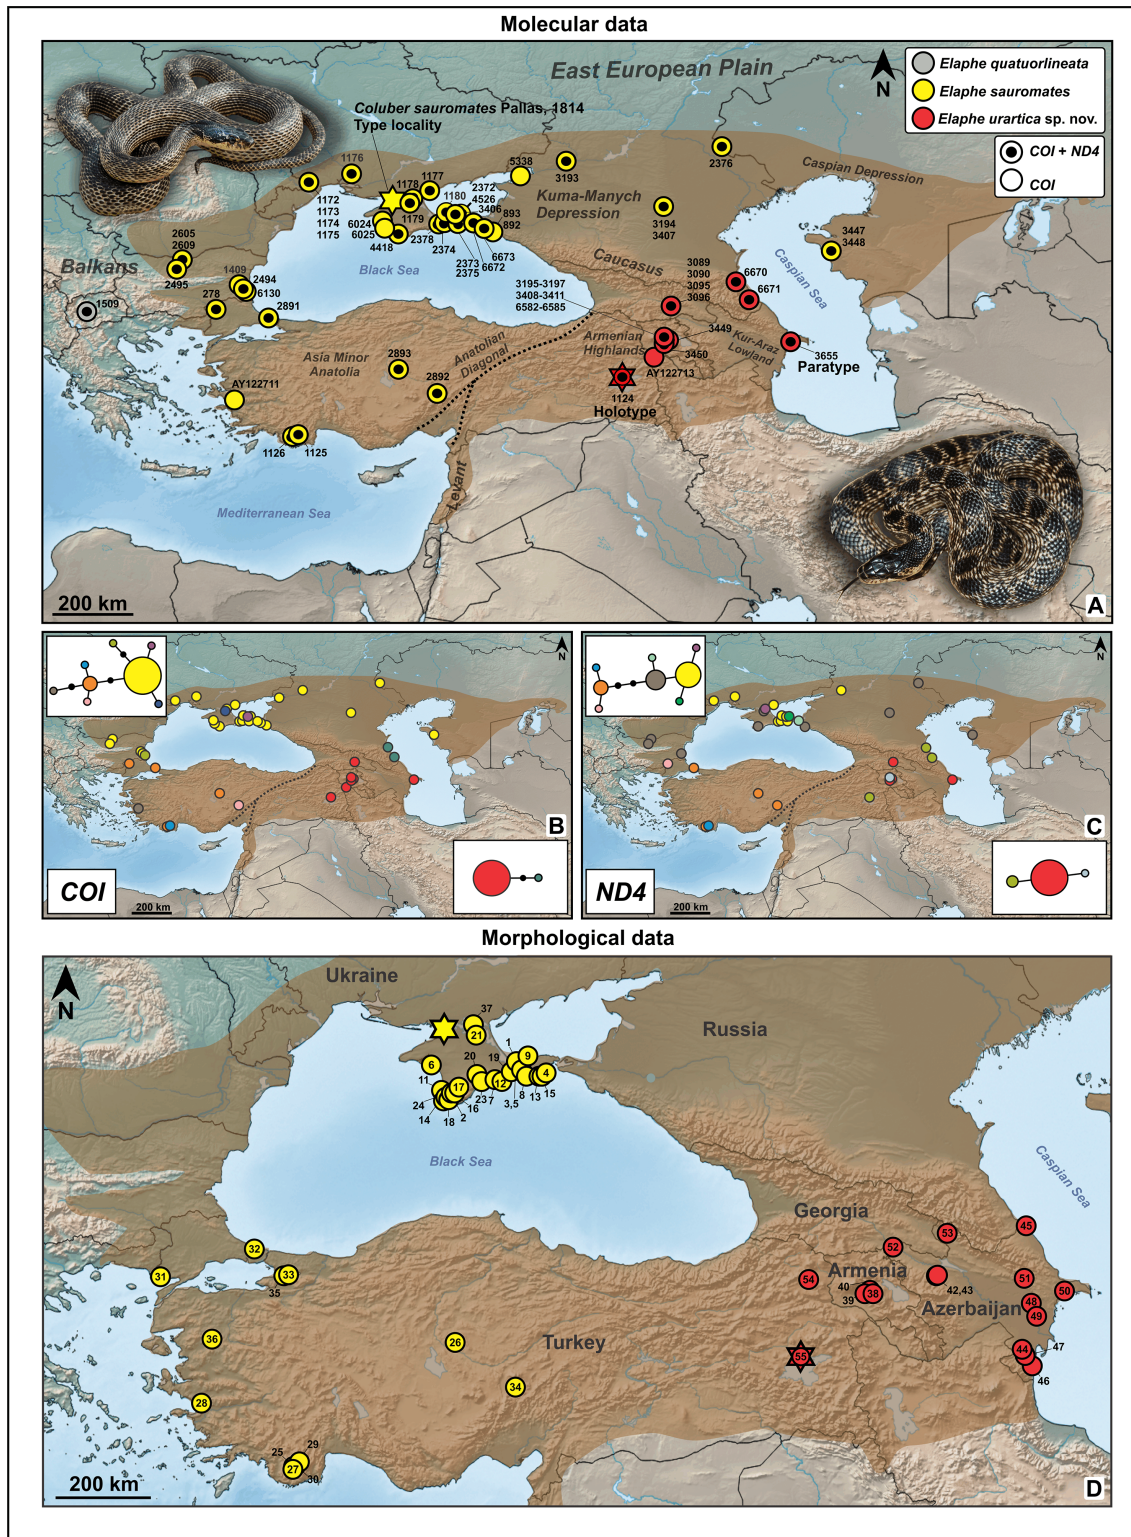 Molecular data
East European Plain
N
Elaphe quatuorlineata
Elaphe sauromates
Elaphe urartica sp. nov.
COI + ND4
COI
Coluber sauromates Pallas, 1814
Type locality
1176
1172
1173
1174
1175
1178
1177
1179
1180
2372
4526
3406
893
892
5338
3193
2376
Caspian Depression
Kuma-Manych
Depression
3194
3407
3447
3448
6024
6025
4418
2378
2374
2373
2375
6672
6673
2605
2609
2495
Balkans
1509
1409
2494
6130
278
2891
Black Sea
Caucasus
Caspian Sea
3089
3090
3095
3096
6670
6671
3195-3197
3408-3411
6582-6585
Armenian
Highlands
3449
3450
AY122713
Kur-Araz
Lowland
3655
Paratype
1124
Holotype
Asia Minor
Anatolia
2893
2892
Anatolian
Diagonal
AY122711
1126
1125
Levant
Mediterranean Sea
200 km
A
N
B
COI
200 km
N
C
ND4
200 km
Morphological data
N
Ukraine
Russia
37
21
1
9
19
20
6
11
17
12
4
24
14
18
2
16
23
7
3,5
8
13
15
Black Sea
Caspian Sea
Georgia
45
53
52
32
33
31
35
54
Armenia
40
39
38
42,43
Azerbaijan
51
50
48
49
36
26
Turkey
34
55
44
47
46
28
25
29
27
30
200 km
D